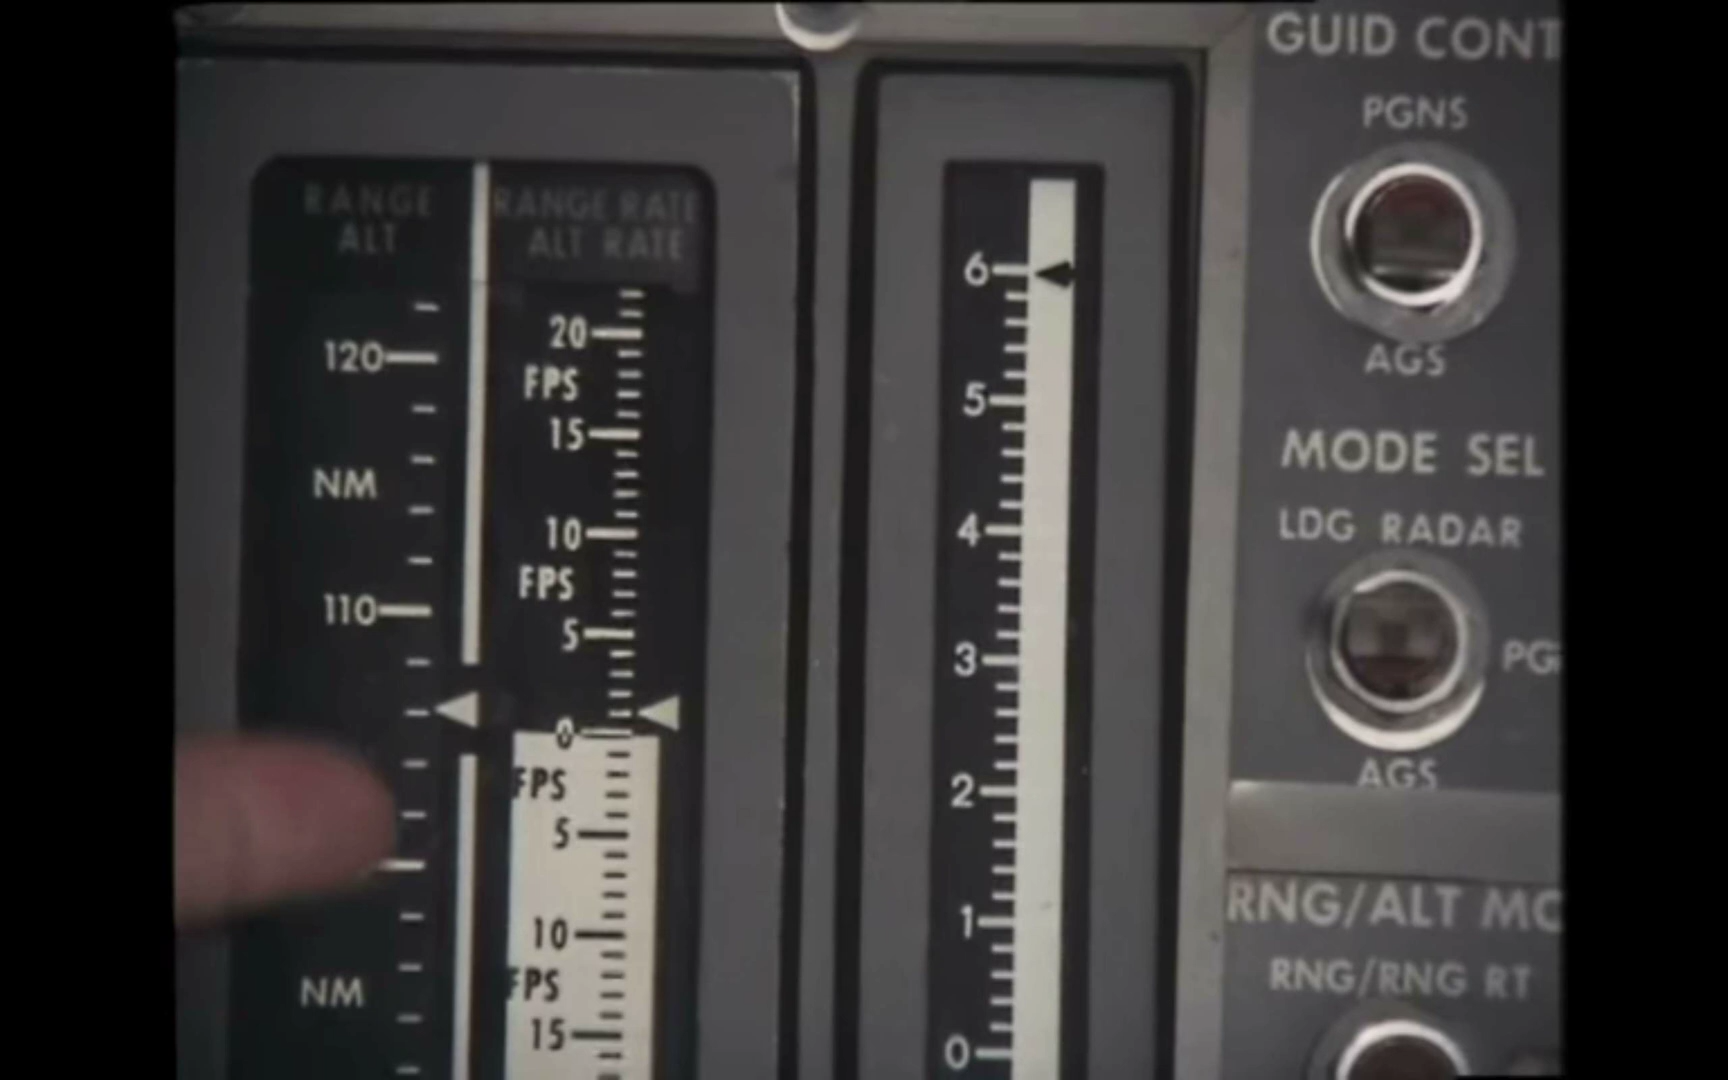 RANGE
ALT
RANGE RATE
ALT RATE
120
NM
110
NM
20
FPS
15
10
FPS
5
0
FPS
5
10
FPS
15
6
5
4
3
2
1
0
GUID CONT
PGNS
AGS
MODE SEL
LDG RADAR
PG
AGS
RNG/ALT MO
RNG/RNG RT